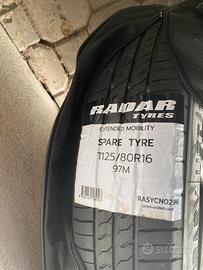 RADAR
TYRES
EXTENDED MOBILITY
SPARE TYRE
T125/80R16
97M
RASYCN0296